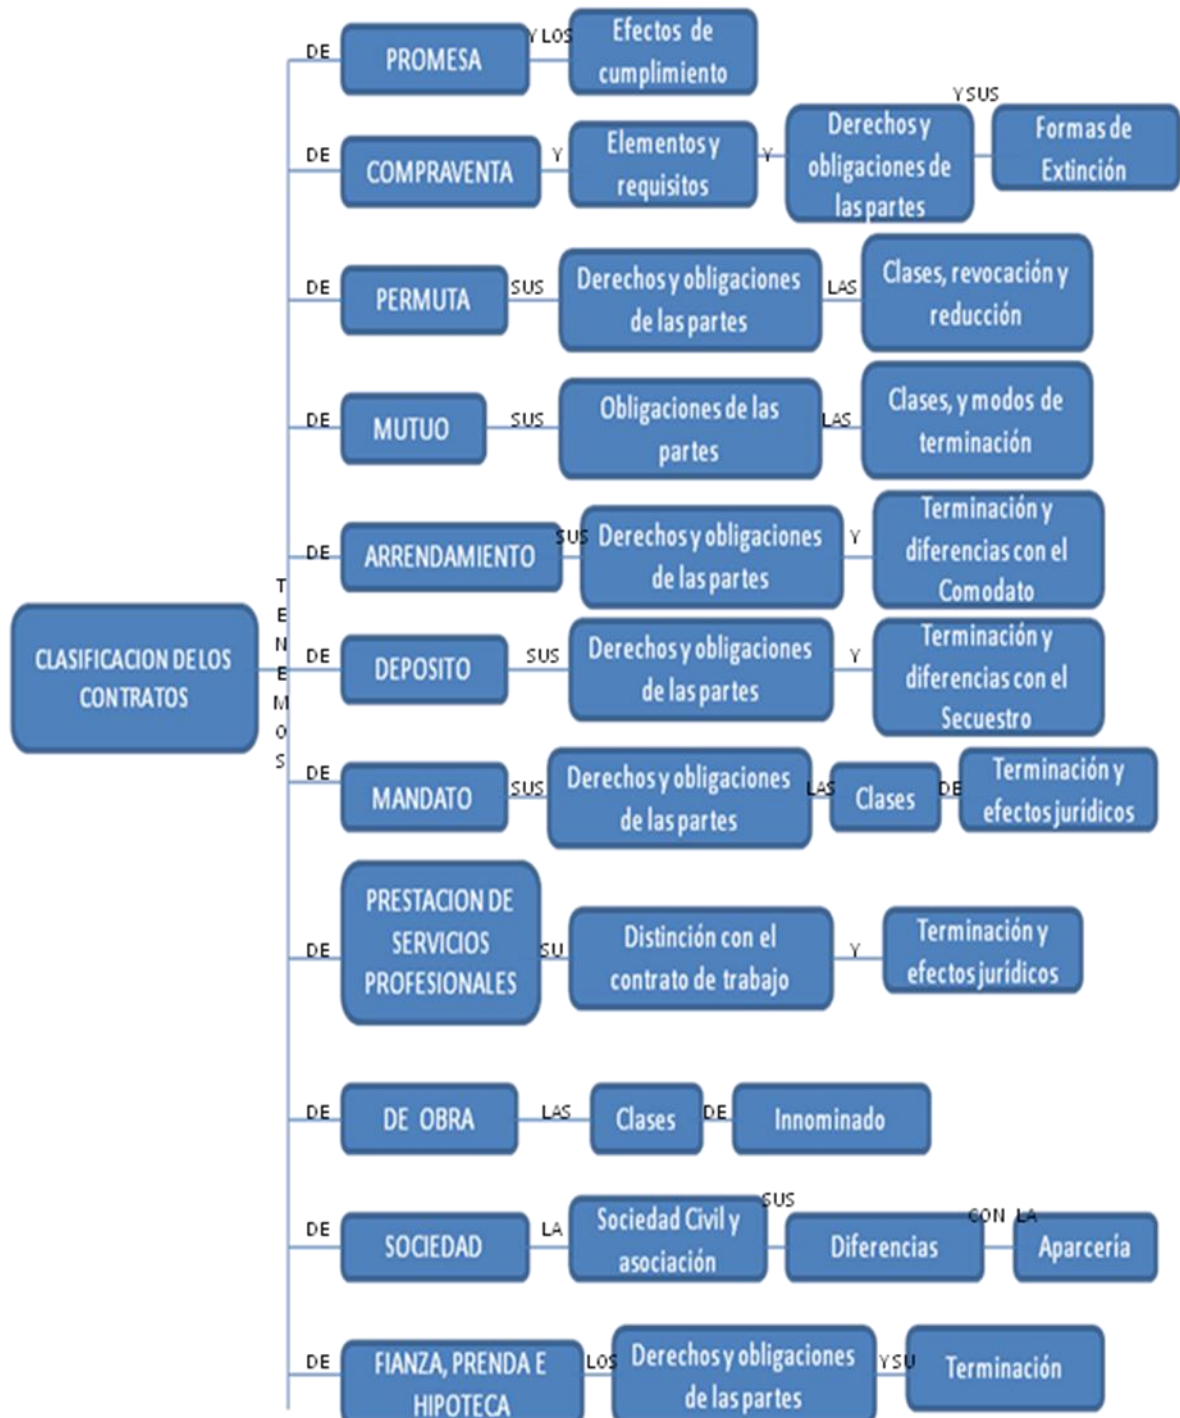 CLASIFICACION DE LOS
CONTRATOS
T
E
N
E
M
O
S
DE
PROMESA
Y LOS
Efectos de
cumplimiento
DE
COMPRAVENTA
Y
Elementos y
requisitos
Y
Derechos y
obligaciones de
las partes
Y SUS
Formas de
Extinción
DE
PERMUTA
SUS
Derechos y obligaciones
de las partes
LAS
Clases, revocación y
reducción
DE
MUTUO
SUS
Obligaciones de las
partes
LAS
Clases, y modos de
terminación
DE
ARRENDAMIENTO
SUS
Derechos y obligaciones
de las partes
Y
Terminación y
diferencias con el
Comodato
DE
DEPOSITO
SUS
Derechos y obligaciones
de las partes
Y
Terminación y
diferencias con el
Secuestro
DE
MANDATO
SUS
Derechos y obligaciones
de las partes
LAS
Clases
DE
Terminación y
efectos jurídicos
DE
PRESTACION DE
SERVICIOS
PROFESIONALES
SU
Distinción con el
contrato de trabajo
Y
Terminación y
efectos jurídicos
DE
DE OBRA
LAS
Clases
DE
Innominado
DE
SOCIEDAD
LA
Sociedad Civil y
asociación
SUS
Diferencias
CON LA
Aparcería
DE
FIANZA, PRENDA E
HIPOTECA
LOS
Derechos y obligaciones
de las partes
Y SU
Terminación